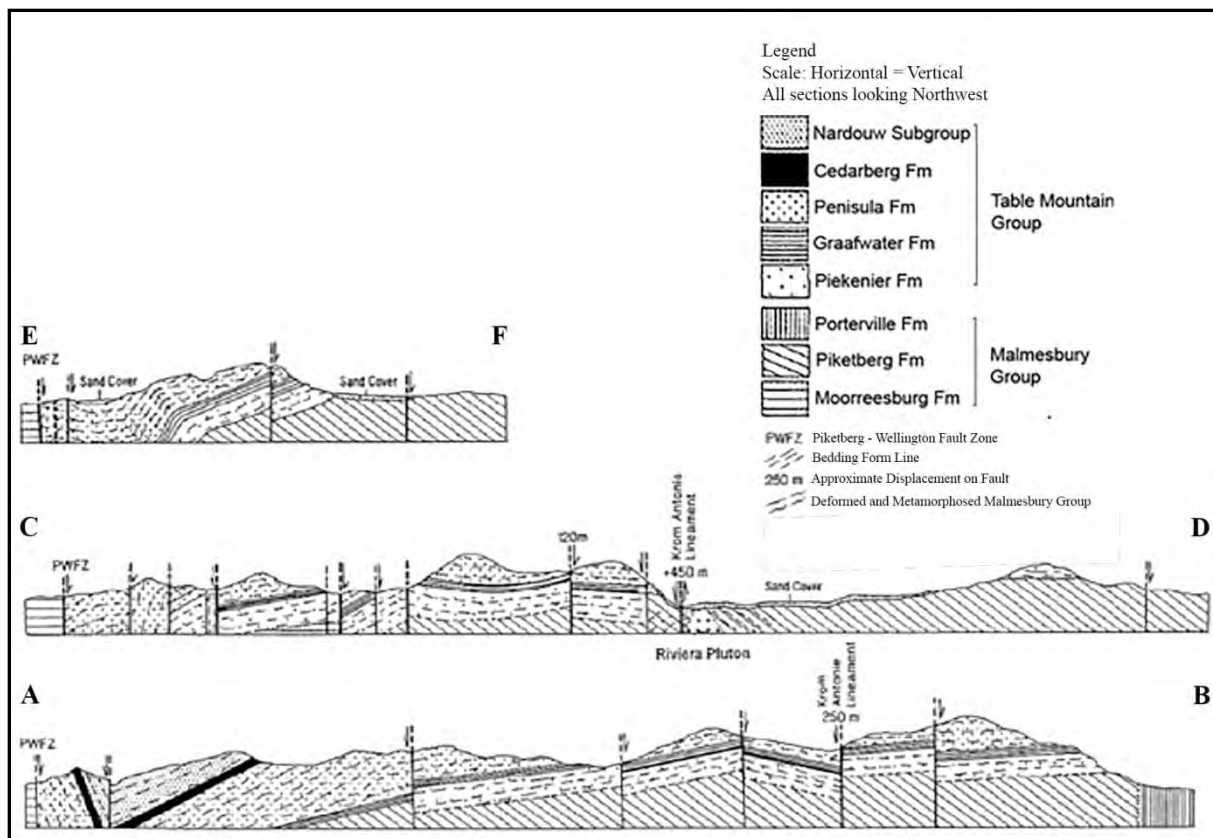 Legend
Scale: Horizontal = Vertical
All sections looking Northwest
Nardouw Subgroup
Cedarberg Fm
Penisula Fm
Graafwater Fm
Piekenier Fm
Table Mountain
Group
Porterville Fm
Piketberg Fm
Moorreesburg Fm
Malmesbury
Group
PWFZ Piketberg - Wellington Fault Zone
Bedding Form Line
250 m Approximate Displacement on Fault
Deformed and Metamorphosed Malmesbury Group
E
F
PWFZ
Sand Cover
Sand Cover
C
D
PWFZ
120m
Krom Antonis
Lineament
+450 m
Sand Cover
Riviera Pluton
A
B
PWFZ
Krom
Antonie
Lineament
250 m